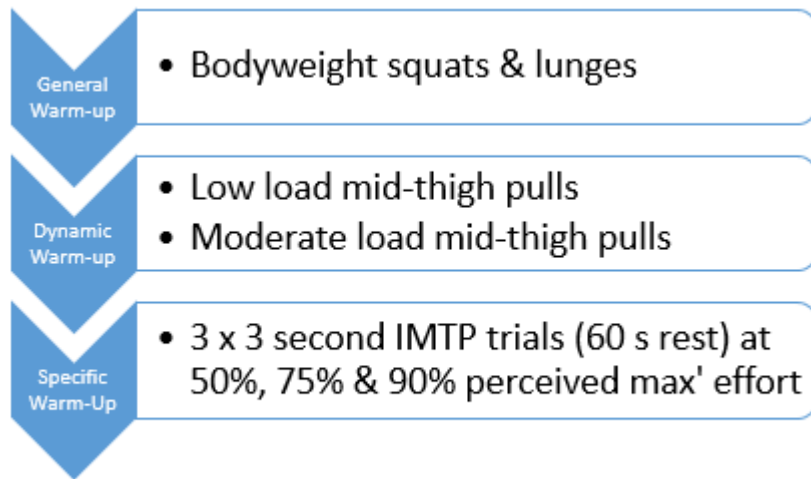 General
Warm-up
• Bodyweight squats & lunges
Dynamic
Warm-up
• Low load mid-thigh pulls
• Moderate load mid-thigh pulls
Specific
Warm-Up
• 3 x 3 second IMTP trials (60 s rest) at
50%, 75% & 90% perceived max' effort